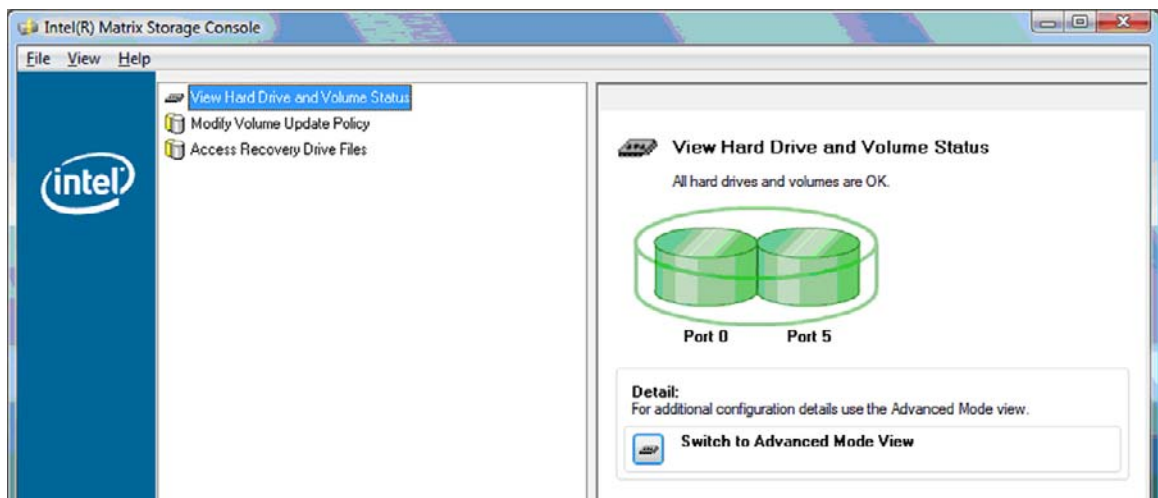 Intel(R) Matrix Storage Console
File View Help
View Hard Drive and Volume Status
Modify Volume Update Policy
Access Recovery Drive Files
intel
View Hard Drive and Volume Status
All hard drives and volumes are OK.
Port 0 Port 5
Detail:
For additional configuration details use the Advanced Mode view.
Switch to Advanced Mode View